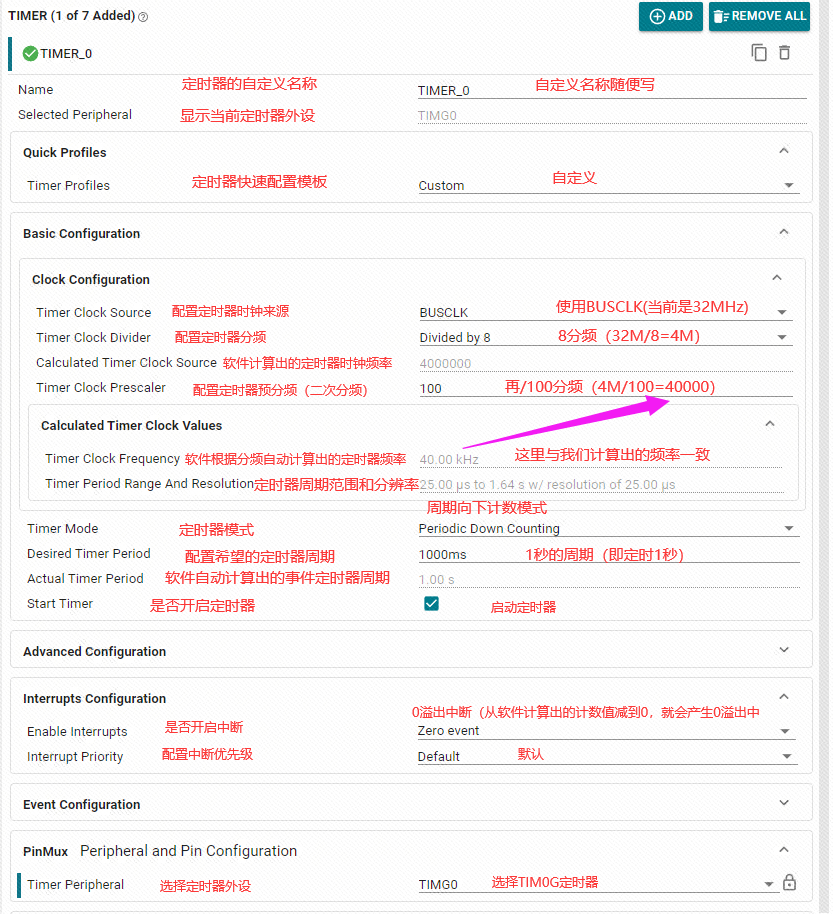 TIMER (1 of 7 Added)
ADD
REMOVE ALL
TIMER_0
Name 定时器的自定义名称 TIMER_0 自定义名称随便写
Selected Peripheral 显示当前定时器外设 TIMG0
Quick Profiles
Timer Profiles 定时器快速配置模板 Custom 自定义
Basic Configuration
Clock Configuration
Timer Clock Source 配置定时器时钟来源 BUSCLK 使用BUSCLK(当前是32MHz)
Timer Clock Divider 配置定时器分频 Divided by 8 8分频（32M/8=4M）
Calculated Timer Clock Source 软件计算出的定时器时钟频率 4000000
Timer Clock Prescaler 配置定时器预分频（二次分频） 100 再/100分频（4M/100=40000）
Calculated Timer Clock Values
Timer Clock Frequency 软件根据分频自动计算出的定时器频率 40.00 kHz 这里与我们计算出的频率一致
Timer Period Range And Resolution 定时器周期范围和分辨率 25.00 µs to 1.64 s w/ resolution of 25.00 µs
周期向下计数模式
Timer Mode 定时器模式 Periodic Down Counting
Desired Timer Period 配置希望的定时器周期 1000ms 1秒的周期（即定时1秒）
Actual Timer Period 软件自动计算出的事件定时器周期 1.00 s
Start Timer 是否开启定时器 启动定时器
Advanced Configuration
Interrupts Configuration
0溢出中断（从软件计算出的计数值减到0，就会产生0溢出中
Enable Interrupts 是否开启中断 Zero event
Interrupt Priority 配置中断优先级 Default 默认
Event Configuration
PinMux Peripheral and Pin Configuration
Timer Peripheral 选择定时器外设 TIMG0 选择TIM0G定时器